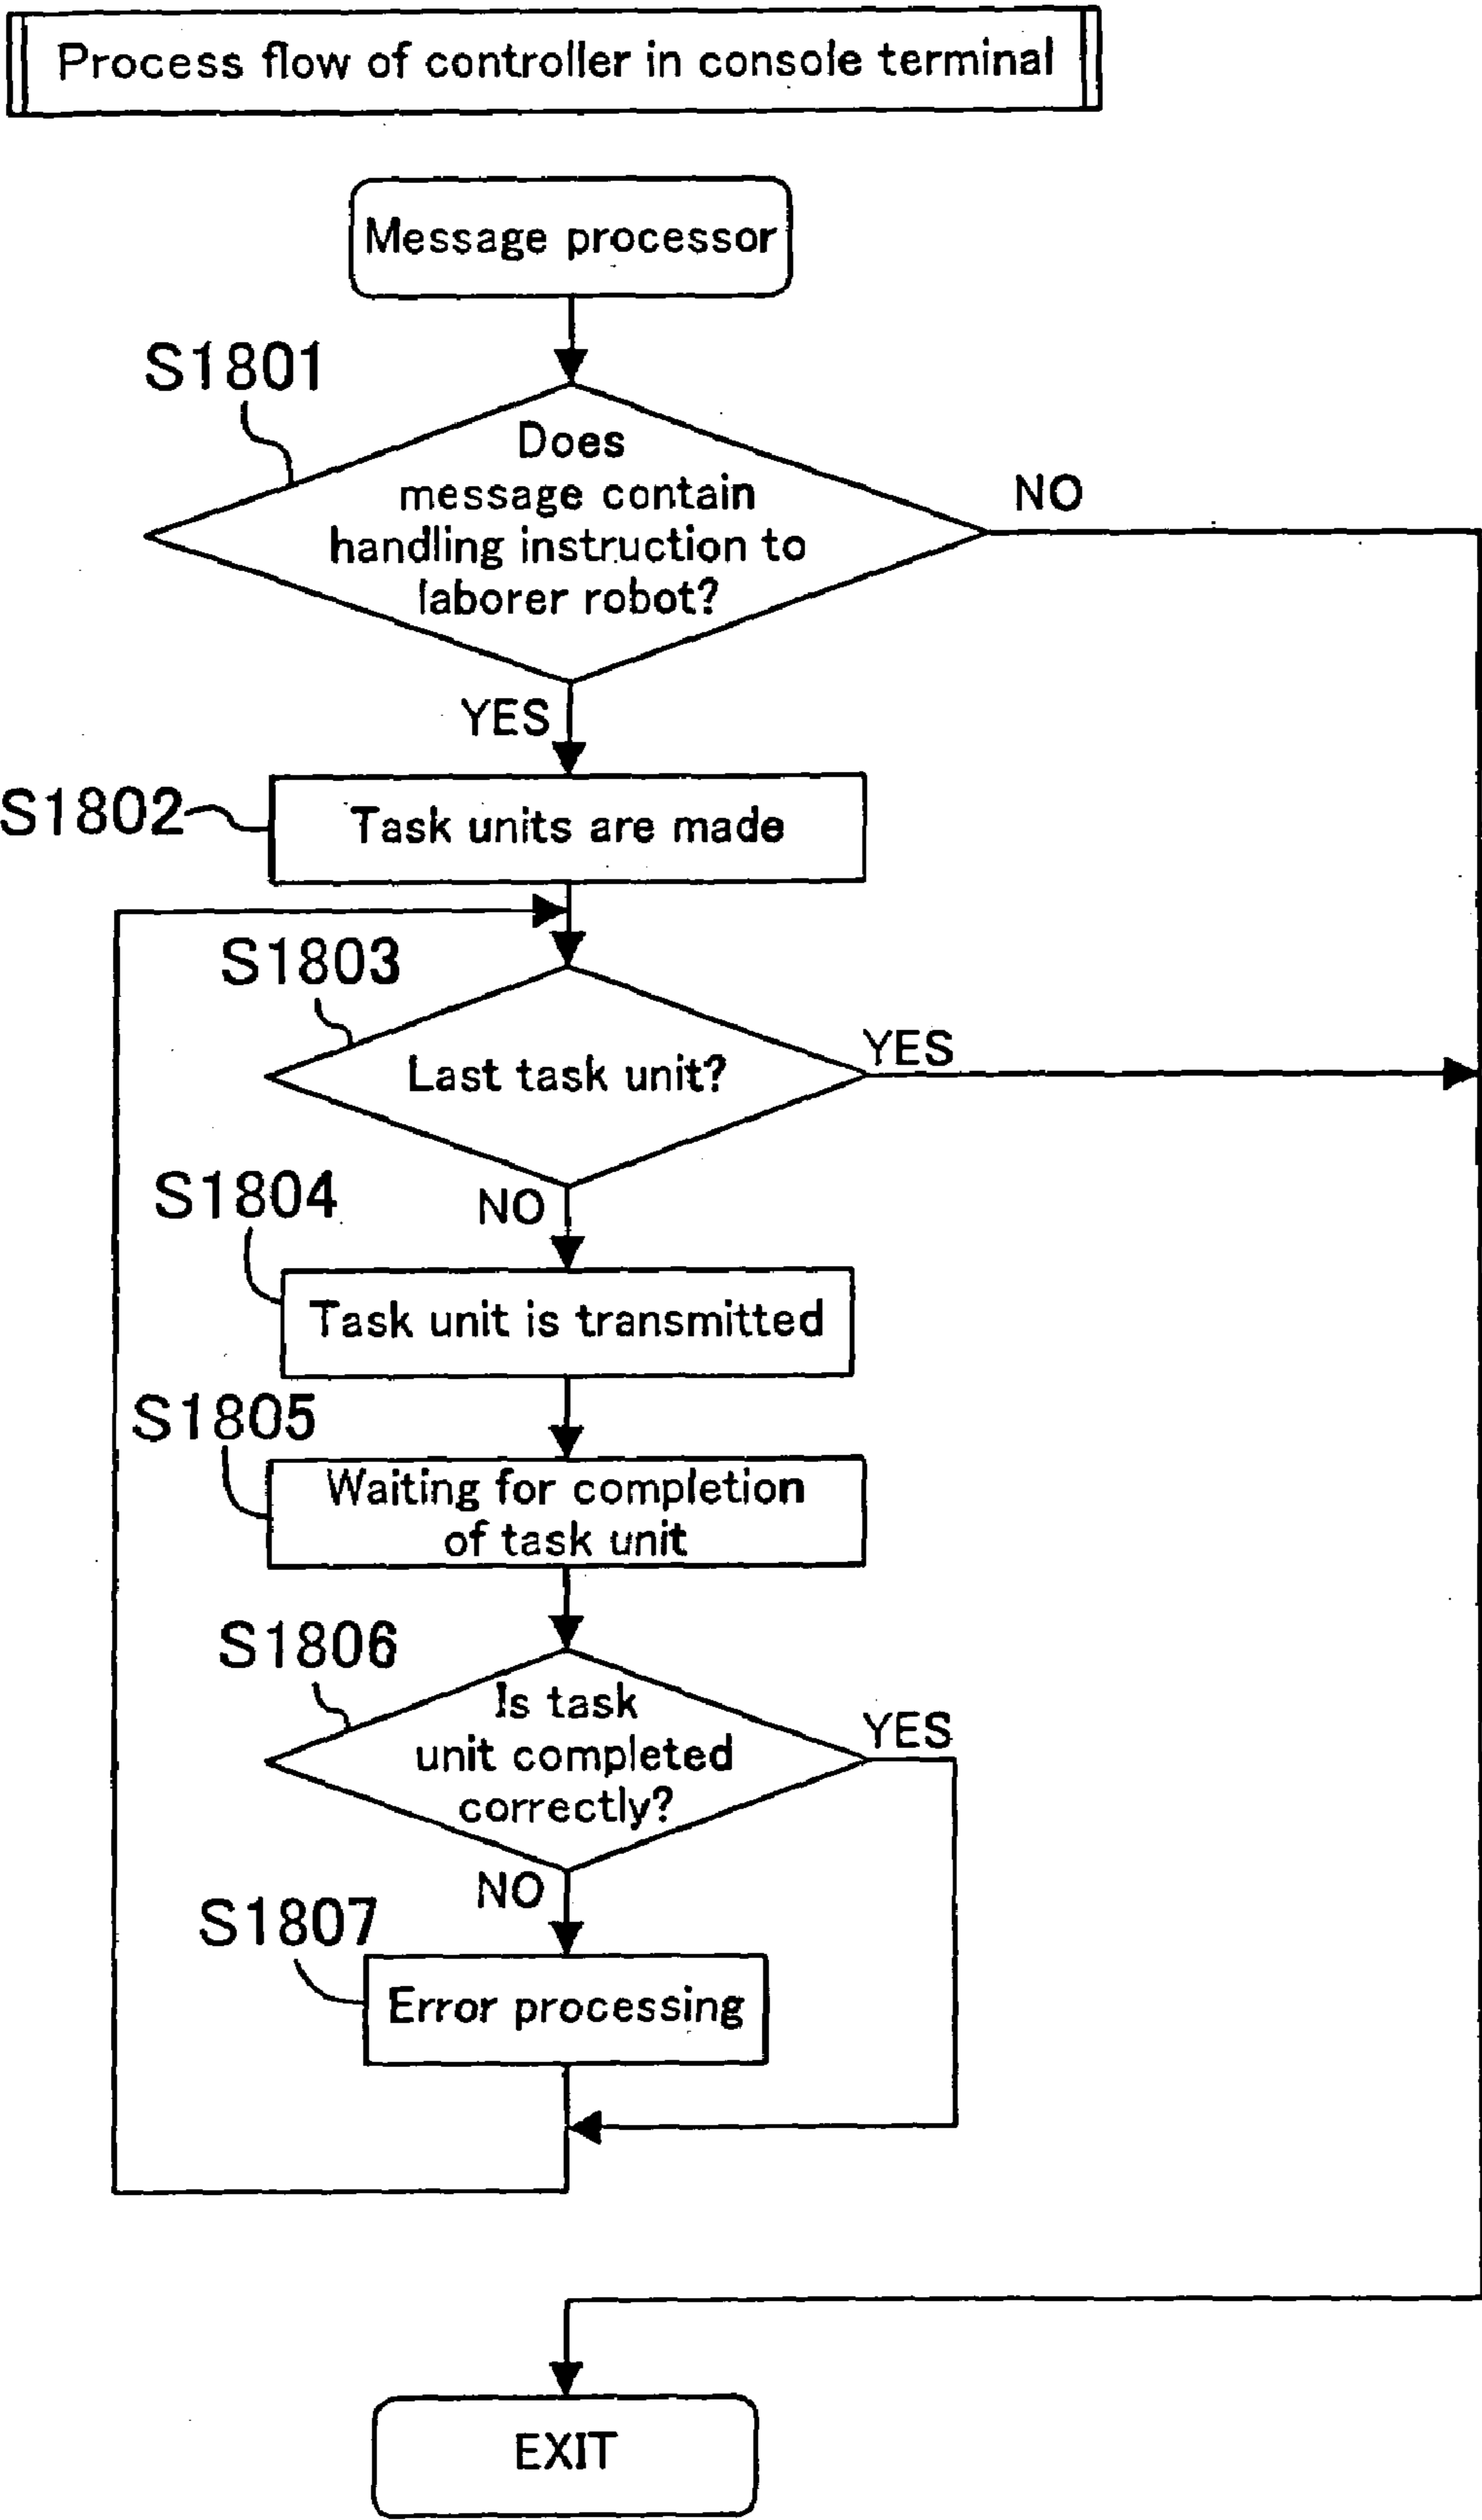 Process flow of controller in console terminal
Message processor
S1801
Does
message contain
handling instruction to
laborer robot?
NO
YES
S1802
Task units are made
S1803
Last task unit?
YES
NO
S1804
Task unit is transmitted
S1805
Waiting for completion
of task unit
S1806
Is task
unit completed
correctly?
YES
NO
S1807
Error processing
EXIT